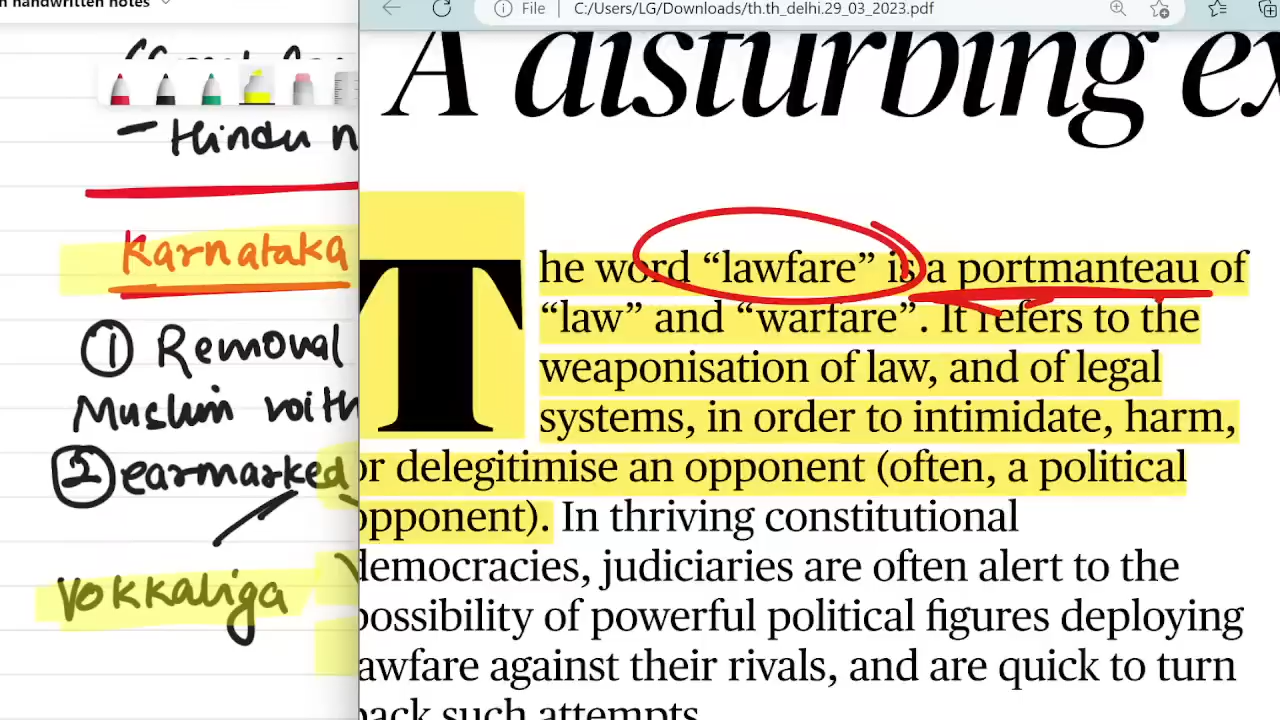 handwritten notes
File
C:/Users/LG/Downloads/th.th_delhi.29_03_2023.pdf
- Hindu
Karnataka
① Removal
Muslim
② earmarked
Vokkaliga
A disturbing
The word “lawfare” is a portmanteau of
“law” and “warfare”. It refers to the
weaponisation of law, and of legal
systems, in order to intimidate, harm,
or delegitimise an opponent (often, a political
opponent). In thriving constitutional
democracies, judiciaries are often alert to the
possibility of powerful political figures deploying
lawfare against their rivals, and are quick to turn
back such attempts.